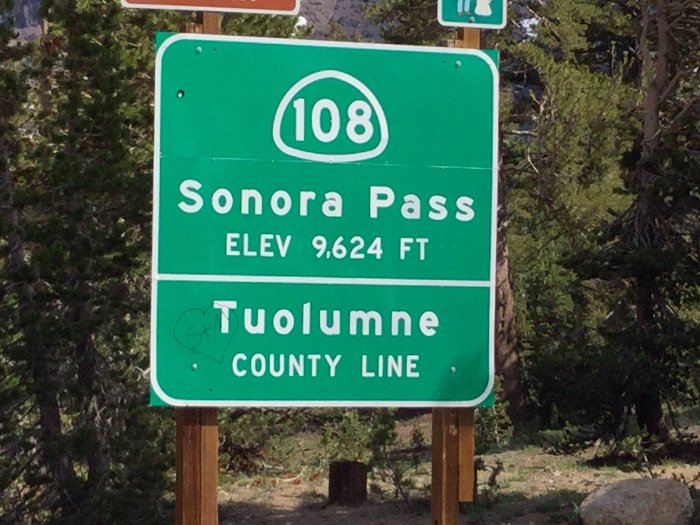 108
Sonora Pass
ELEV 9,624 FT
Tuolumne
COUNTY LINE